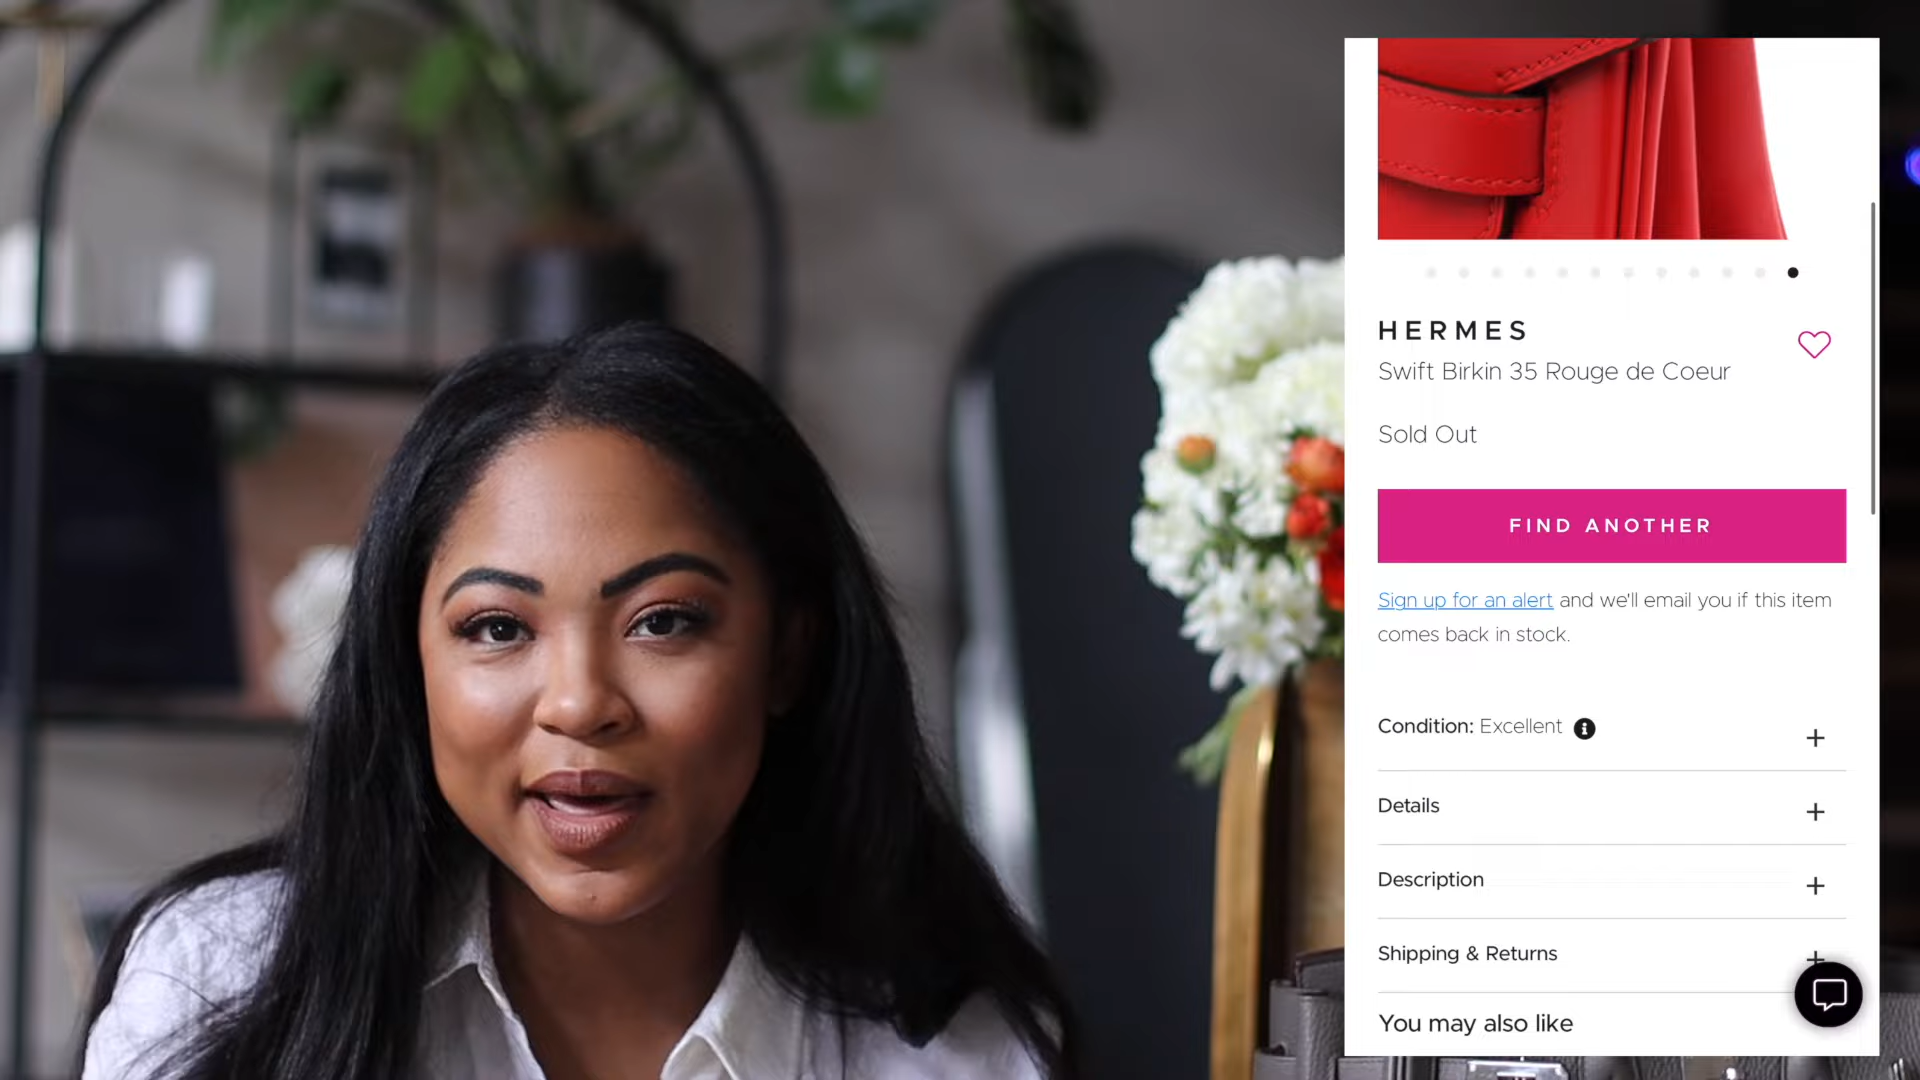 HERMES
Swift Birkin 35 Rouge de Coeur
Sold Out
FIND ANOTHER
Sign up for an alert and we'll email you if this item
comes back in stock.
Condition: Excellent
Details
Description
Shipping & Returns
You may also like